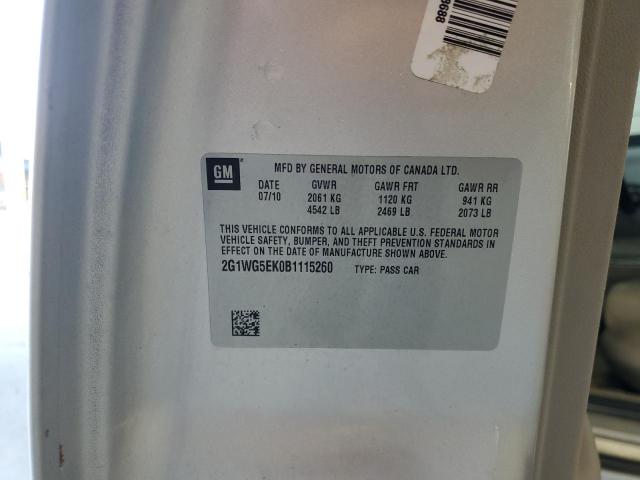 8688
GM
MFD BY GENERAL MOTORS OF CANADA LTD.
DATE GVWR GAWR FRT GAWR RR
07/10 2061 KG 1120 KG 941 KG
4542 LB 2469 LB 2073 LB
THIS VEHICLE CONFORMS TO ALL APPLICABLE U.S. FEDERAL MOTOR
VEHICLE SAFETY, BUMPER, AND THEFT PREVENTION STANDARDS IN
EFFECT ON THE DATE OF MANUFACTURE SHOWN ABOVE.
2G1WG5EK0B1115260 TYPE: PASS CAR